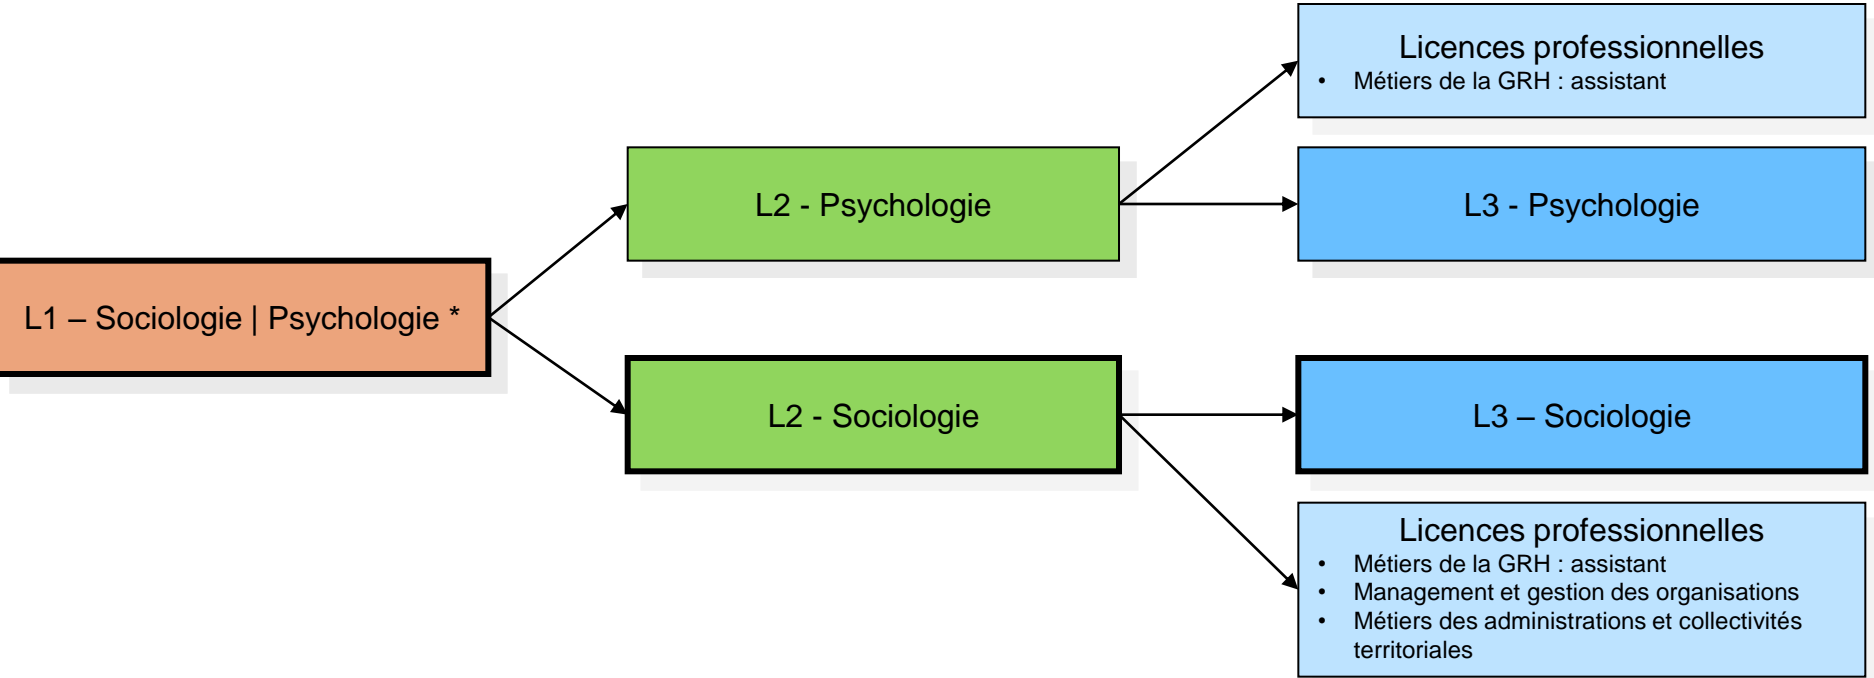 Licences professionnelles
• Métiers de la GRH : assistant
L2 - Psychologie
L3 - Psychologie
L1 – Sociologie | Psychologie *
L2 - Sociologie
L3 – Sociologie
Licences professionnelles
• Métiers de la GRH : assistant
• Management et gestion des organisations
• Métiers des administrations et collectivités
territoriales